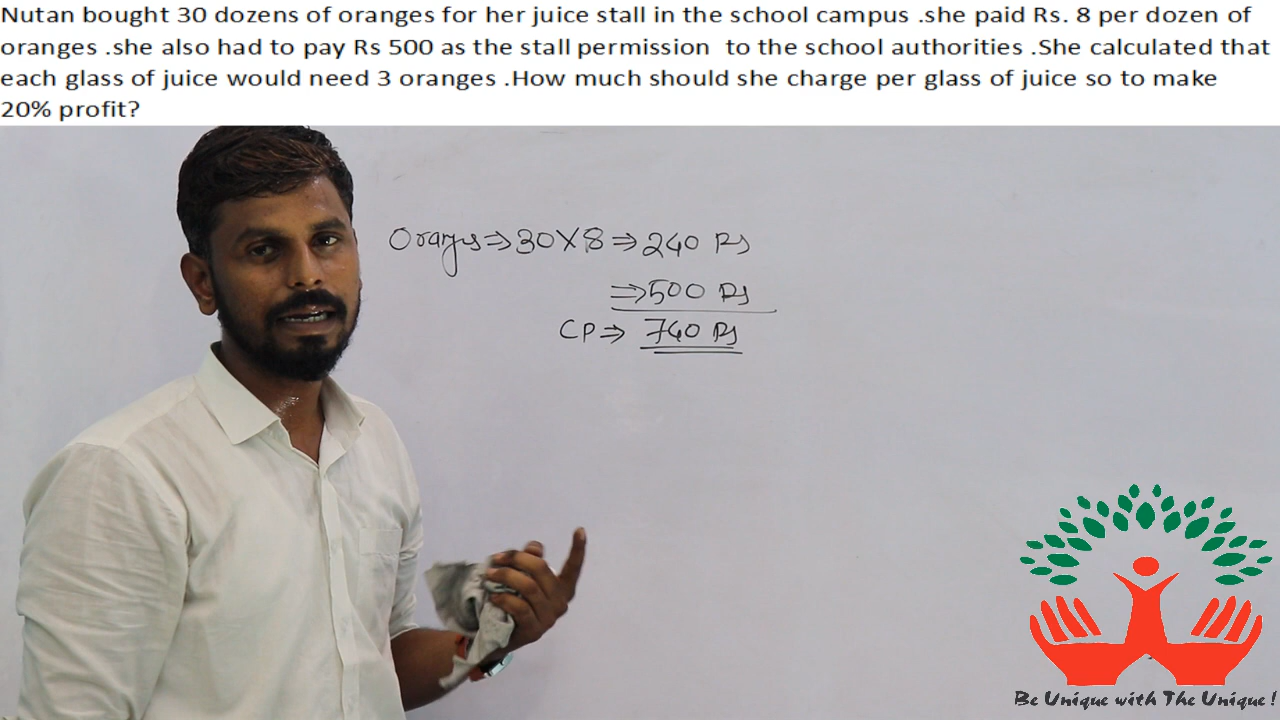 Nutan bought 30 dozens of oranges for her juice stall in the school campus .she paid Rs. 8 per dozen of
oranges .she also had to pay Rs 500 as the stall permission  to the school authorities .She calculated that
each glass of juice would need 3 oranges .How much should she charge per glass of juice so to make
20% profit?
Oranges ⇒ 30 X 8 ⇒ 240 Rs
⇒ 500 Rs
CP ⇒ 740 Rs
Be Unique with The Unique !